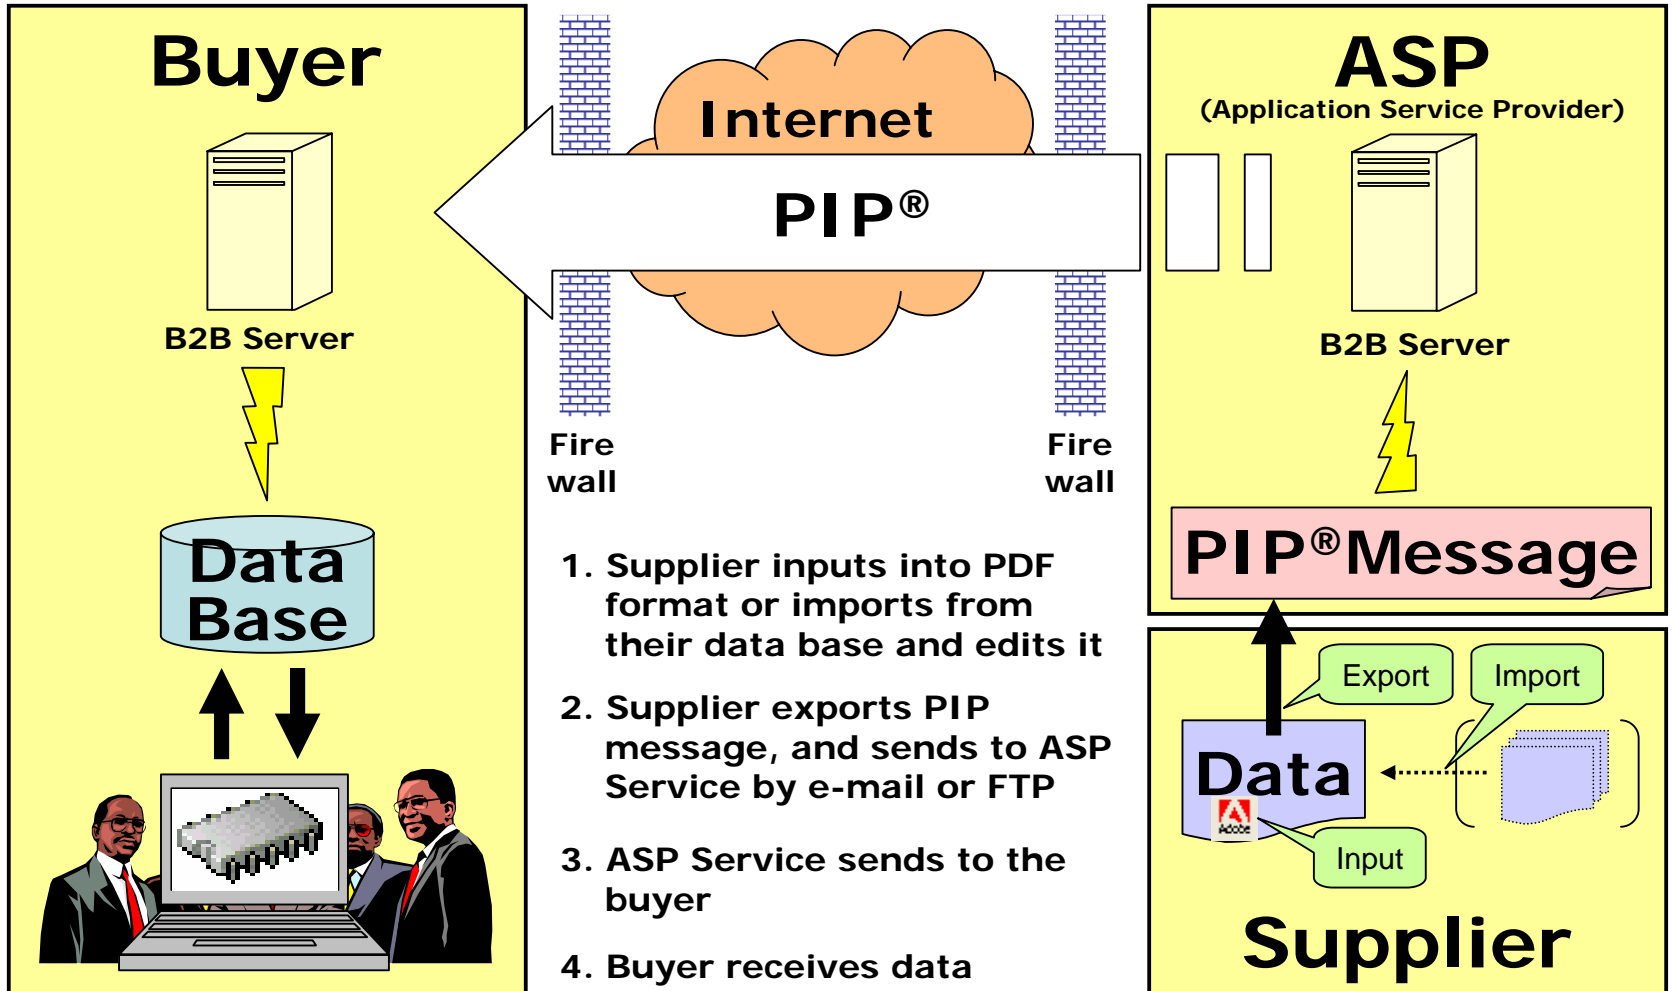 Buyer
B2B Server
Data
Base
Internet
PIP®
Fire
wall
Fire
wall
ASP
(Application Service Provider)
B2B Server
PIP®Message
1. Supplier inputs into PDF
format or imports from
their data base and edits it
2. Supplier exports PIP
message, and sends to ASP
Service by e-mail or FTP
3. ASP Service sends to the
buyer
4. Buyer receives data
Export
Import
Data
Adobe
Input
Supplier